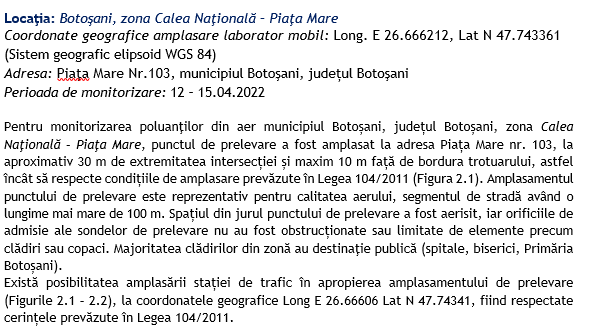 Locaţia: Botoşani, zona Calea Naţională – Piaţa Mare
Coordonate geografice amplasare laborator mobil: Long. E 26.666212, Lat N 47.743361
(Sistem geografic elipsoid WGS 84)
Adresa: Piața Mare Nr.103, municipiul Botoșani, județul Botoșani
Perioada de monitorizare: 12 – 15.04.2022
Pentru monitorizarea poluanților din aer municipiul Botoșani, județul Botoșani, zona Calea
Națională – Piața Mare, punctul de prelevare a fost amplasat la adresa Piața Mare nr. 103, la
aproximativ 30 m de extremitatea intersecției și maxim 10 m față de bordura trotuarului, astfel
încât să respecte condițiile de amplasare prevăzute în Legea 104/2011 (Figura 2.1). Amplasamentul
punctului de prelevare este reprezentativ pentru calitatea aerului, segmentul de stradă având o
lungime mai mare de 100 m. Spațiul din jurul punctului de prelevare a fost aerisit, iar orificiile de
admisie ale sondelor de prelevare nu au fost obstrucționate sau limitate de elemente precum
clădiri sau copaci. Majoritatea clădirilor din zonă au destinație publică (spitale, biserici, Primăria
Botoșani).
Există posibilitatea amplasării stației de trafic în apropierea amplasamentului de prelevare
(Figurile 2.1 – 2.2), la coordonatele geografice Long E 26.66606 Lat N 47.74341, fiind respectate
cerințele prevăzute în Legea 104/2011.